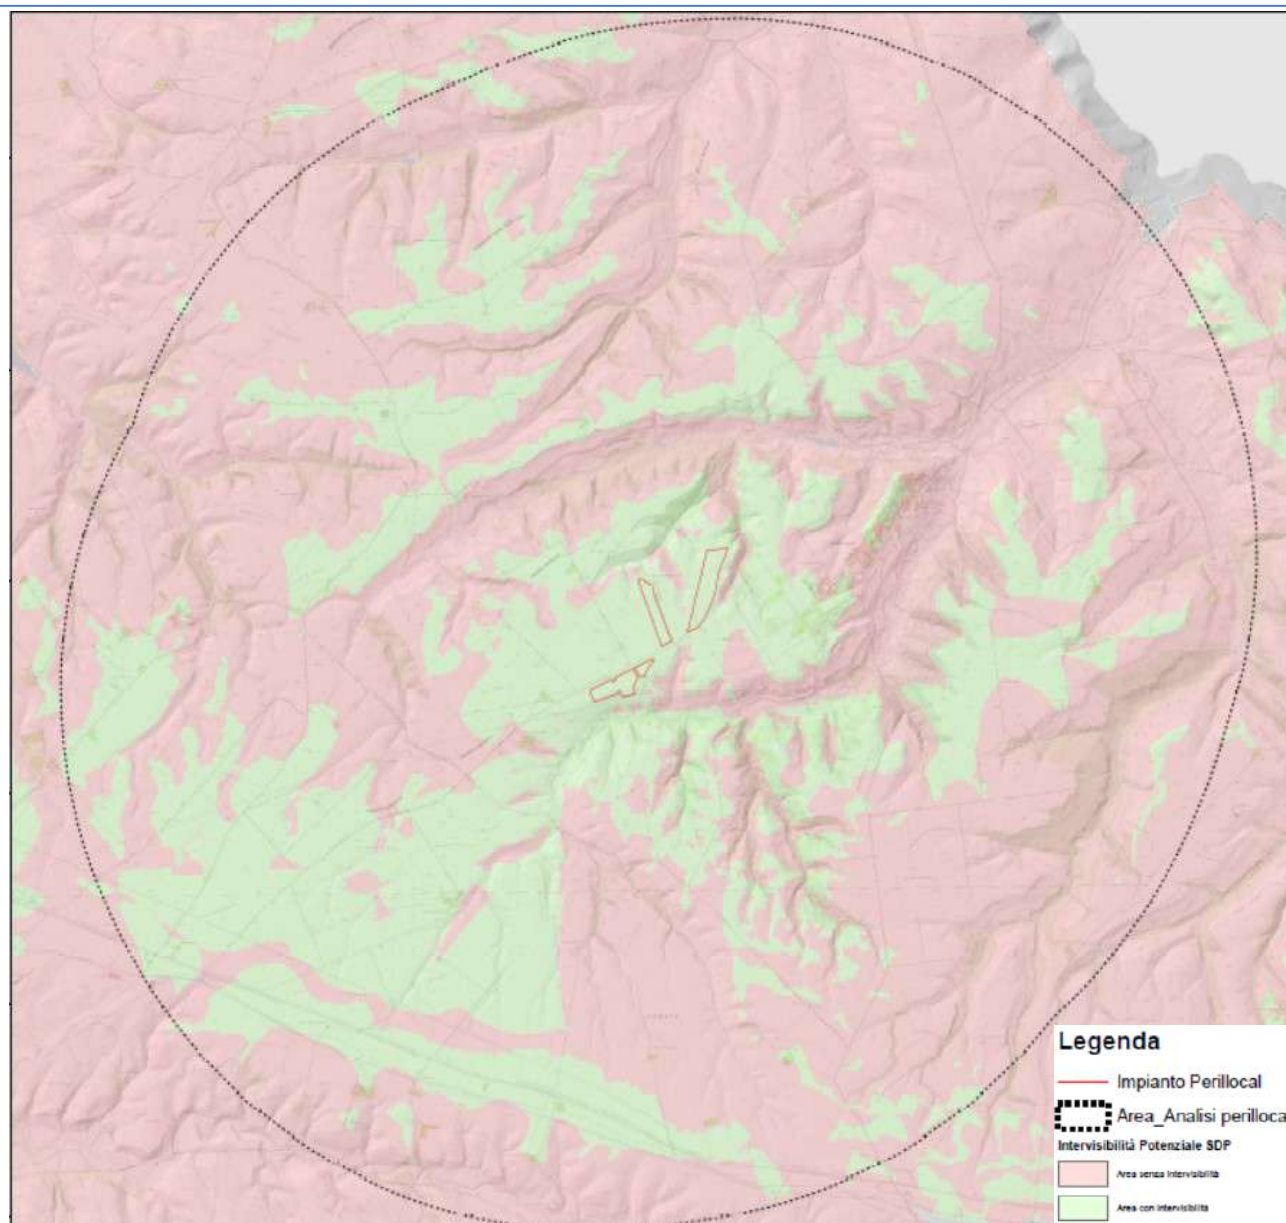 Legenda
Impianto Perillocal
Area_Analisi perilloca
Intervisibilità Potenziale SDP
Area senza Intervisibilità
Area con Intervisibilità